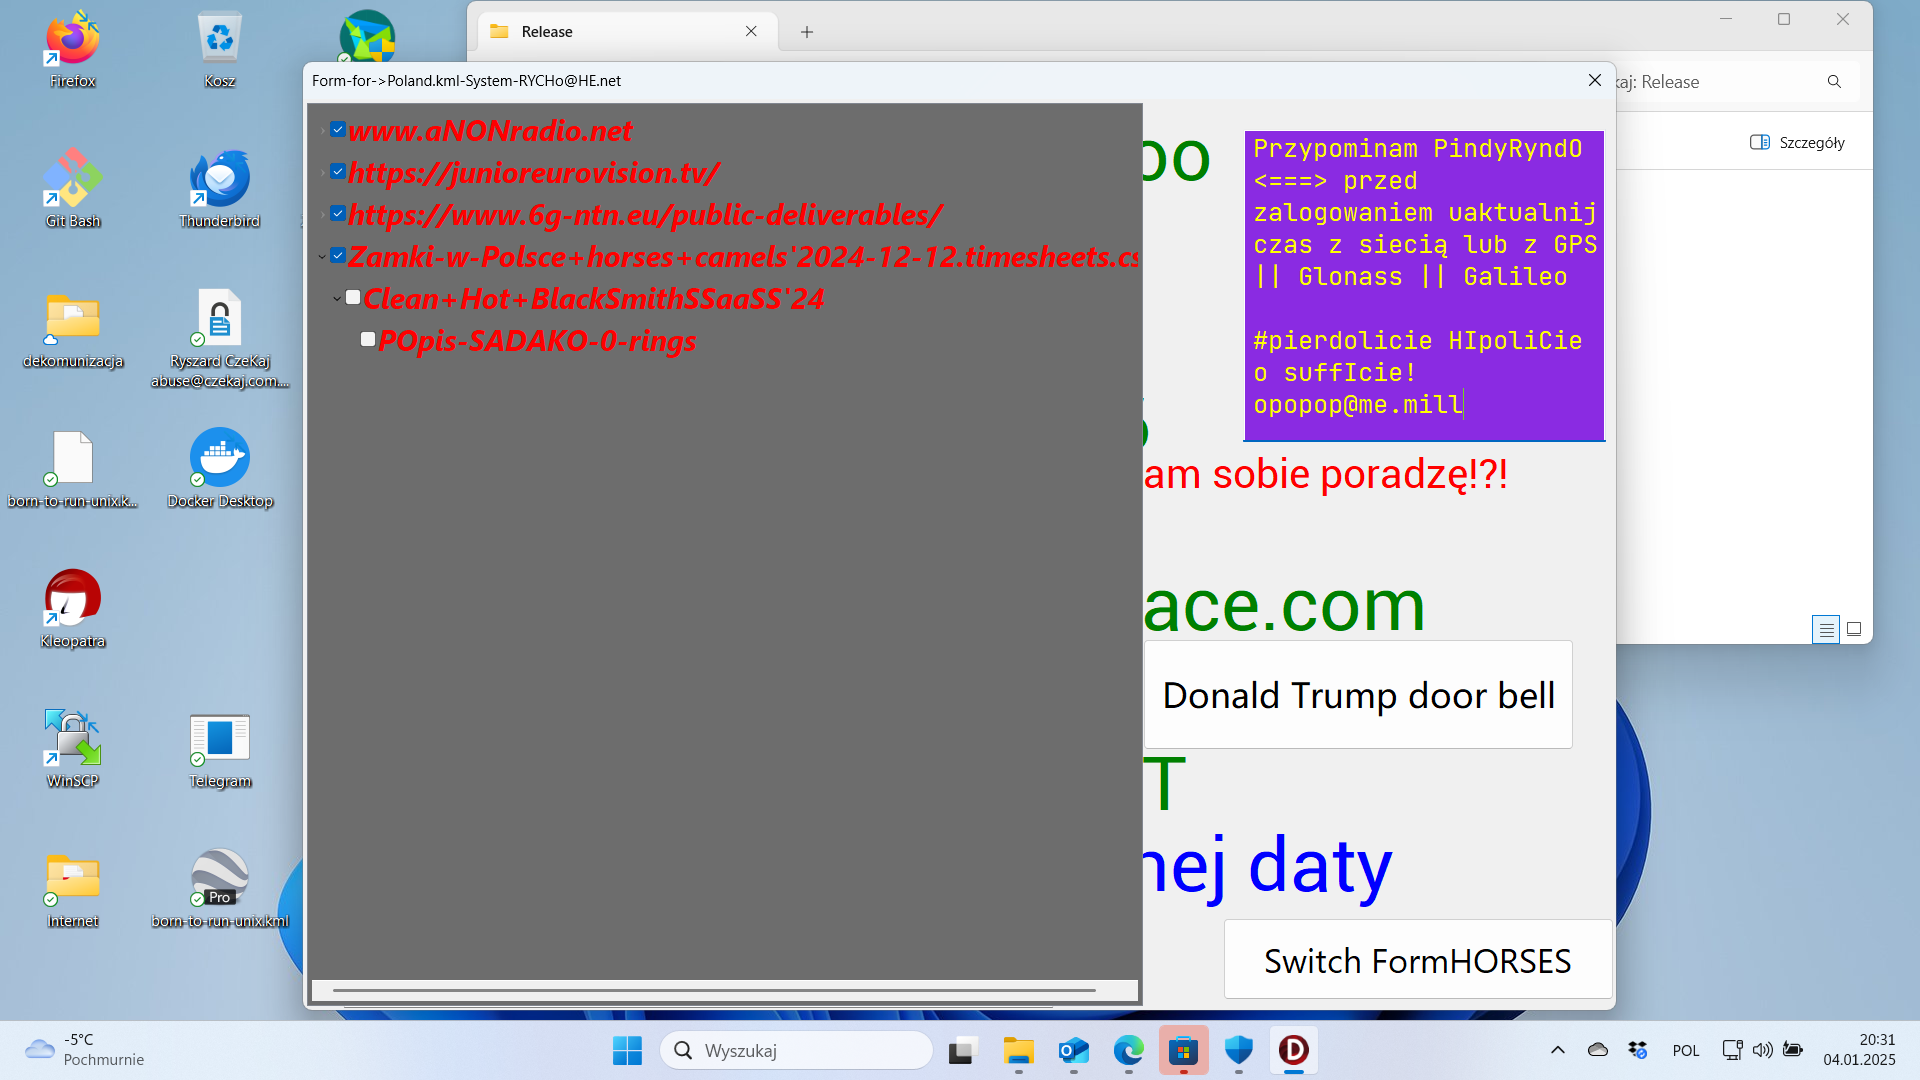 Firefox
Kosz
Release
Git Bash
Thunderbird
dekomunizacja
Ryszard CzeKaj
abuse@czekaj.com....
born-to-run-unix.k...
Docker Desktop
Kleopatra
WinSCP
Telegram
Internet
Pro
born-to-run-unix.kml
kaj: Release
Szczegóły
Form-for->Poland.kml-System-RYCHo@HE.net
www.aNONradio.net
https://junioreurovision.tv/
https://www.6g-ntn.eu/public-deliverables/
Zamki-w-Polsce+horses+camels'2024-12-12.timesheets.cs
Clean+Hot+BlackSmithSSaaSS'24
POpis-SADAKO-0-rings
oo
Przypominam PindyRyndO
<===> przed
zalogowaniem uaktualnij
czas z siecią lub z GPS
|| Glonass || Galileo
#pierdolicie HIpoliCie
o suffIcie!
opopop@me.mill
am sobie poradzę!?!
ace.com
Donald Trump door bell
T
nej daty
Switch FormHORSES
-5°C
Pochmurnie
Wyszukaj
POL
20:31
04.01.2025